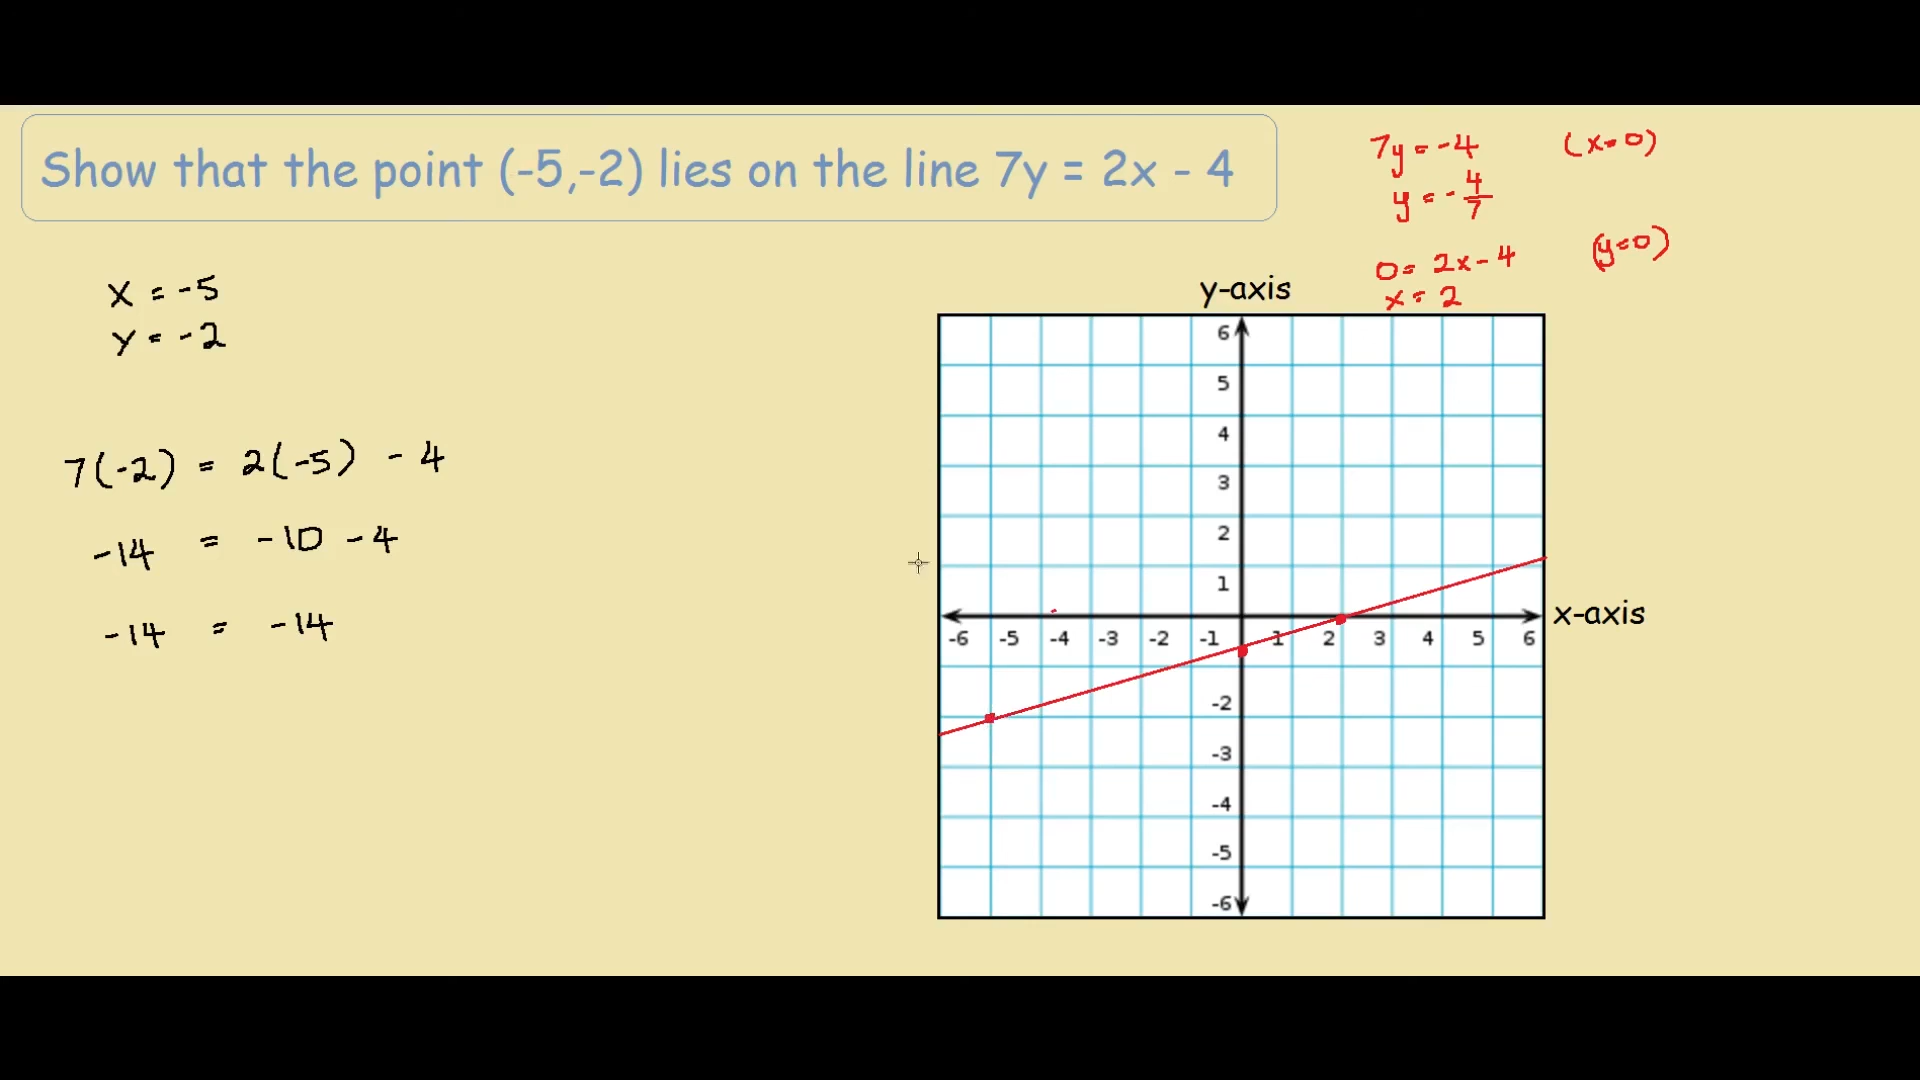 Show that the point (-5,-2) lies on the line 7y = 2x - 4
7y = -4 (x=0)
y = -4/7
0 = 2x - 4 (y=0)
x = 2
x = -5
y = -2
7(-2) = 2(-5) - 4
-14 = -10 - 4
-14 = -14
y-axis
6
5
4
3
2
1
x-axis
-6 -5 -4 -3 -2 -1 1 2 3 4 5 6
-2
-3
-4
-5
-6